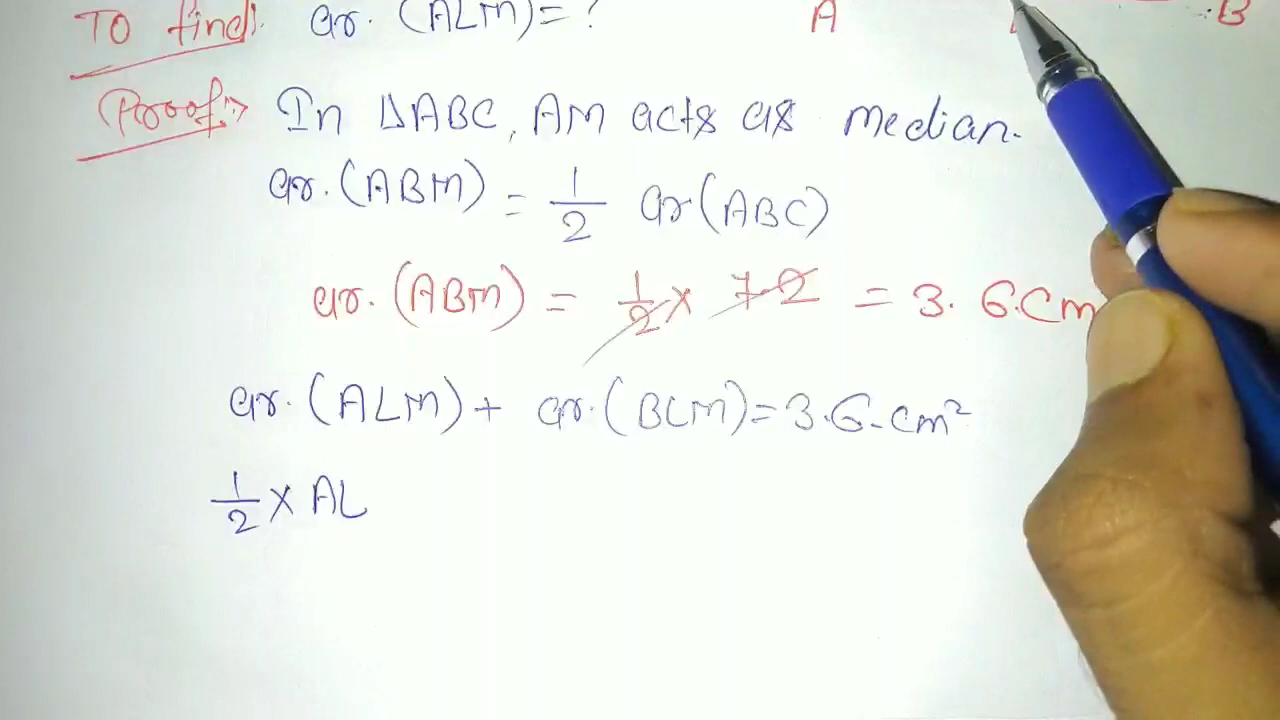 To find:
ar. (ALM) = ?
A
B
Proof:-
In ΔABC, AM acts as median.
ar. (ABM) = 1/2 ar(ABC)
ar. (ABM) = 1/2 × 7.2 = 3.6 cm
ar. (ALM) + ar. (BLM) = 3.6 cm²
1/2 × AL